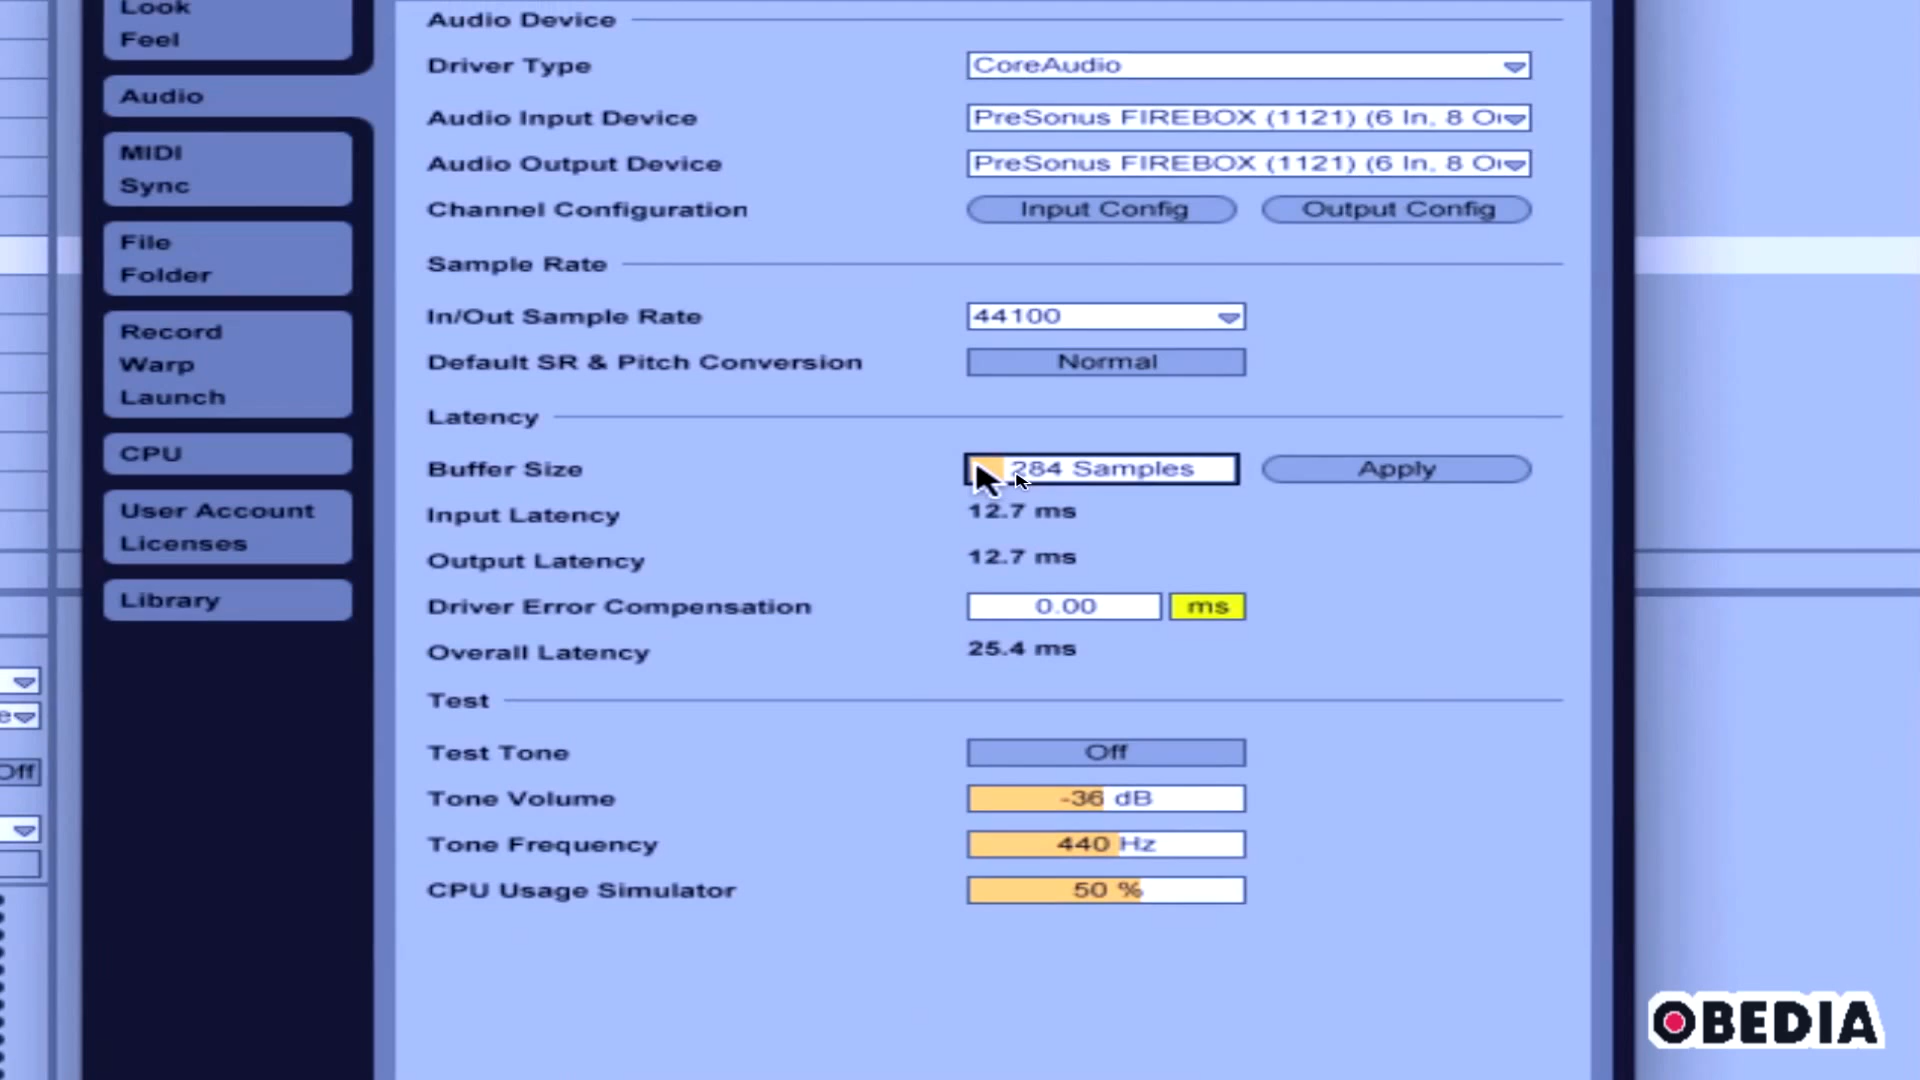 Look
Feel
Audio
MIDI
Sync
File
Folder
Record
Warp
Launch
CPU
User Account
Licenses
Library
Audio Device
Driver Type CoreAudio
Audio Input Device PreSonus FIREBOX (1121) (6 In, 8 O
Audio Output Device PreSonus FIREBOX (1121) (6 In, 8 O
Channel Configuration Input Config Output Config
Sample Rate
In/Out Sample Rate 44100
Default SR & Pitch Conversion Normal
Latency
Buffer Size 284 Samples Apply
Input Latency 12.7 ms
Output Latency 12.7 ms
Driver Error Compensation 0.00 ms
Overall Latency 25.4 ms
Test
Test Tone Off
Tone Volume -36 dB
Tone Frequency 440 Hz
CPU Usage Simulator 50 %
Off
OBEDIA